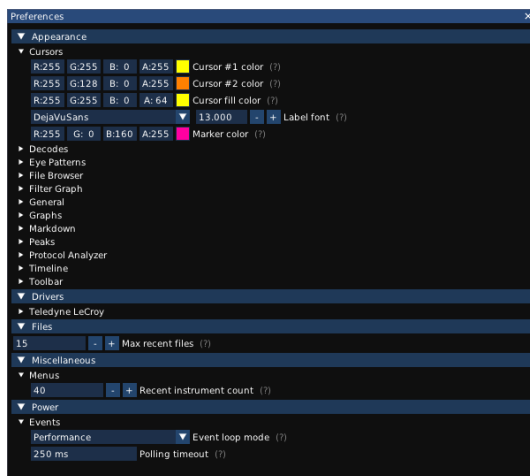 Preferences
Appearance
Cursors
R:255 G:255 B: 0 A:255 Cursor #1 color (?)
R:255 G:128 B: 0 A:255 Cursor #2 color (?)
R:255 G:255 B: 0 A: 64 Cursor fill color (?)
DejaVuSans 13.000 - + Label font (?)
R:255 G: 0 B:160 A:255 Marker color (?)
Decodes
Eye Patterns
File Browser
Filter Graph
General
Graphs
Markdown
Peaks
Protocol Analyzer
Timeline
Toolbar
Drivers
Teledyne LeCroy
Files
15 - + Max recent files (?)
Miscellaneous
Menus
40 - + Recent instrument count (?)
Power
Events
Performance Event loop mode (?)
250 ms Polling timeout (?)